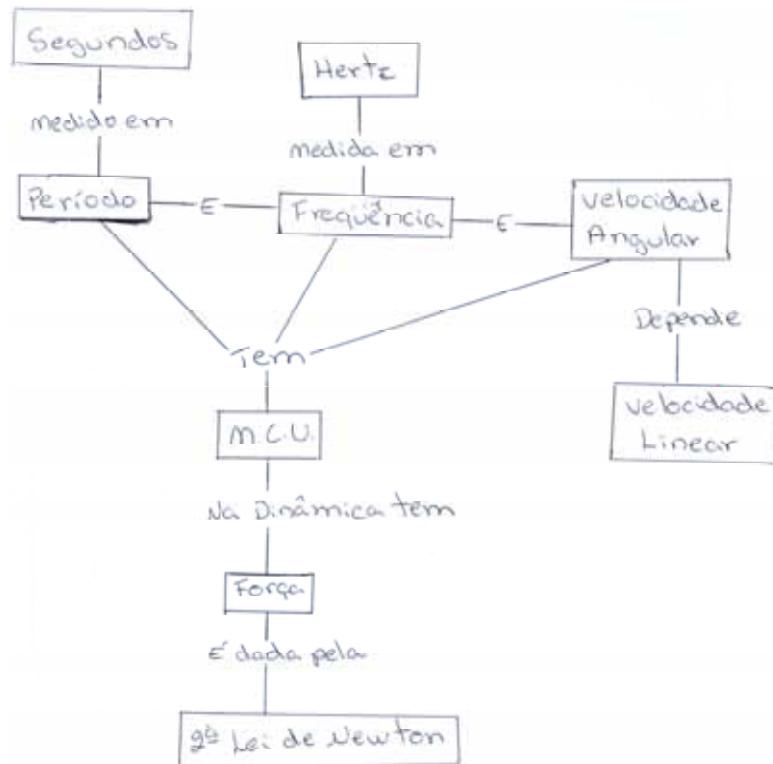 Segundos
Hertz
medido em
medida em
Período
E
Freqüência
E
Velocidade
Angular
Tem
Depende
Velocidade
Linear
M.C.U.
Na Dinâmica tem
Força
É dada pela
2ª Lei de Newton